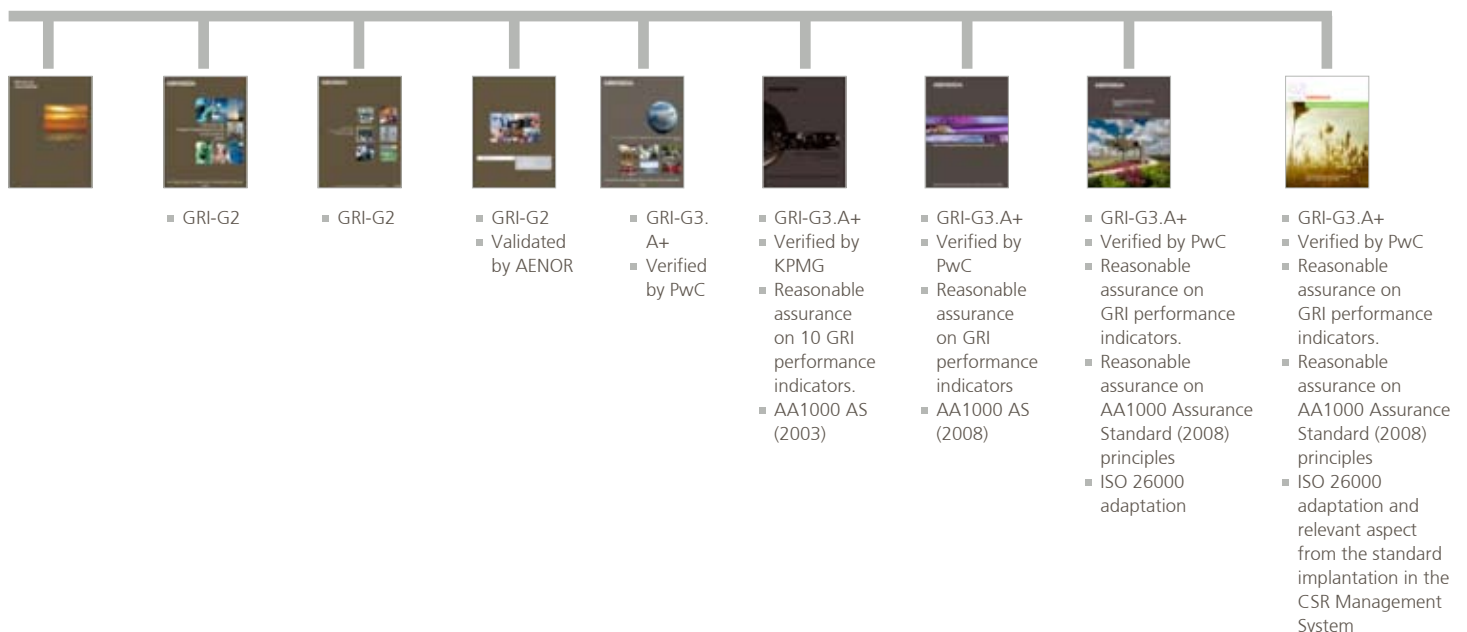 ▪ GRI-G2
▪ GRI-G2
▪ GRI-G2
▪ Validated
by AENOR
▪ GRI-G3.
A+
▪ Verified
by PwC
▪ GRI-G3.A+
▪ Verified by
KPMG
▪ Reasonable
assurance
on 10 GRI
performance
indicators.
▪ AA1000 AS
(2003)
▪ GRI-G3.A+
▪ Verified by
PwC
▪ Reasonable
assurance
on GRI
performance
indicators
▪ AA1000 AS
(2008)
▪ GRI-G3.A+
▪ Verified by PwC
▪ Reasonable
assurance on
GRI performance
indicators.
▪ Reasonable
assurance on
AA1000 Assurance
Standard (2008)
principles
▪ ISO 26000
adaptation
▪ GRI-G3.A+
▪ Verified by PwC
▪ Reasonable
assurance on
GRI performance
indicators.
▪ Reasonable
assurance on
AA1000 Assurance
Standard (2008)
principles
▪ ISO 26000
adaptation and
relevant aspect
from the standard
implantation in the
CSR Management
System